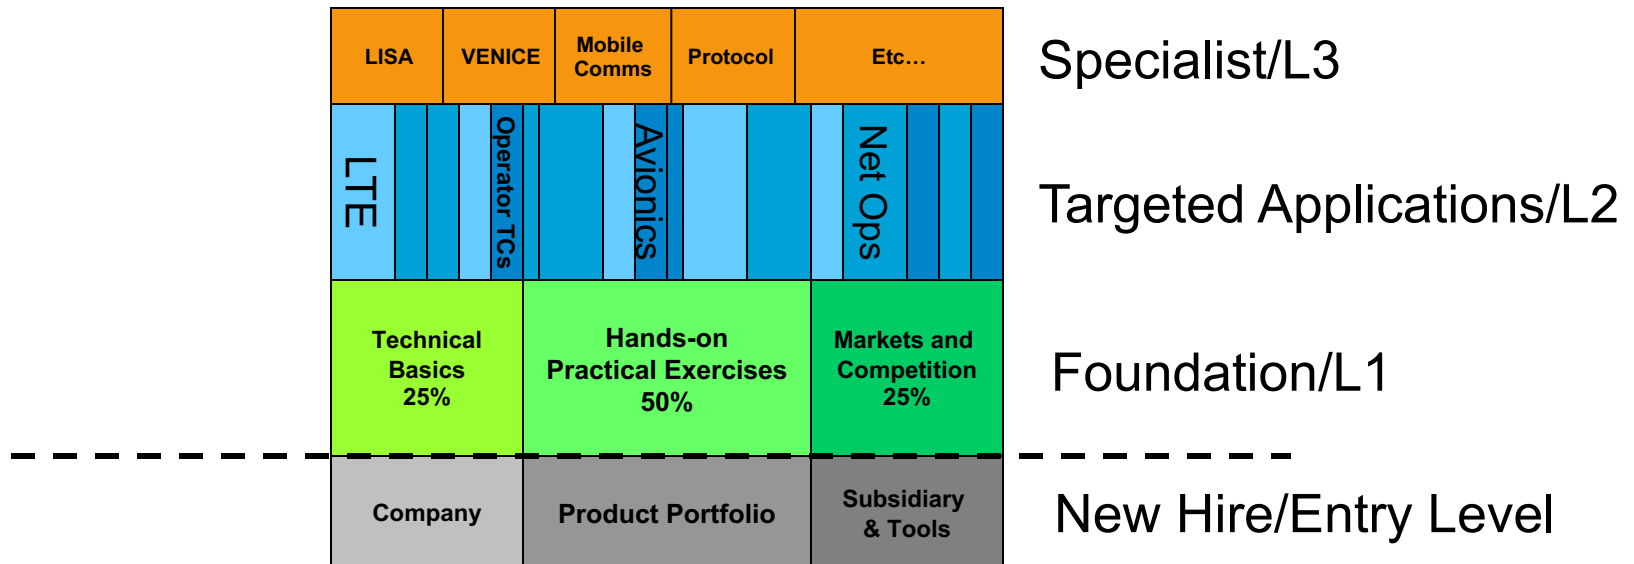 LISA
VENICE
Mobile
Comms
Protocol
Etc…
Specialist/L3
LTE
Operator TCs
Avionics
Net Ops
Targeted Applications/L2
Technical
Basics
25%
Hands-on
Practical Exercises
50%
Markets and
Competition
25%
Foundation/L1
Company
Product Portfolio
Subsidiary
& Tools
New Hire/Entry Level